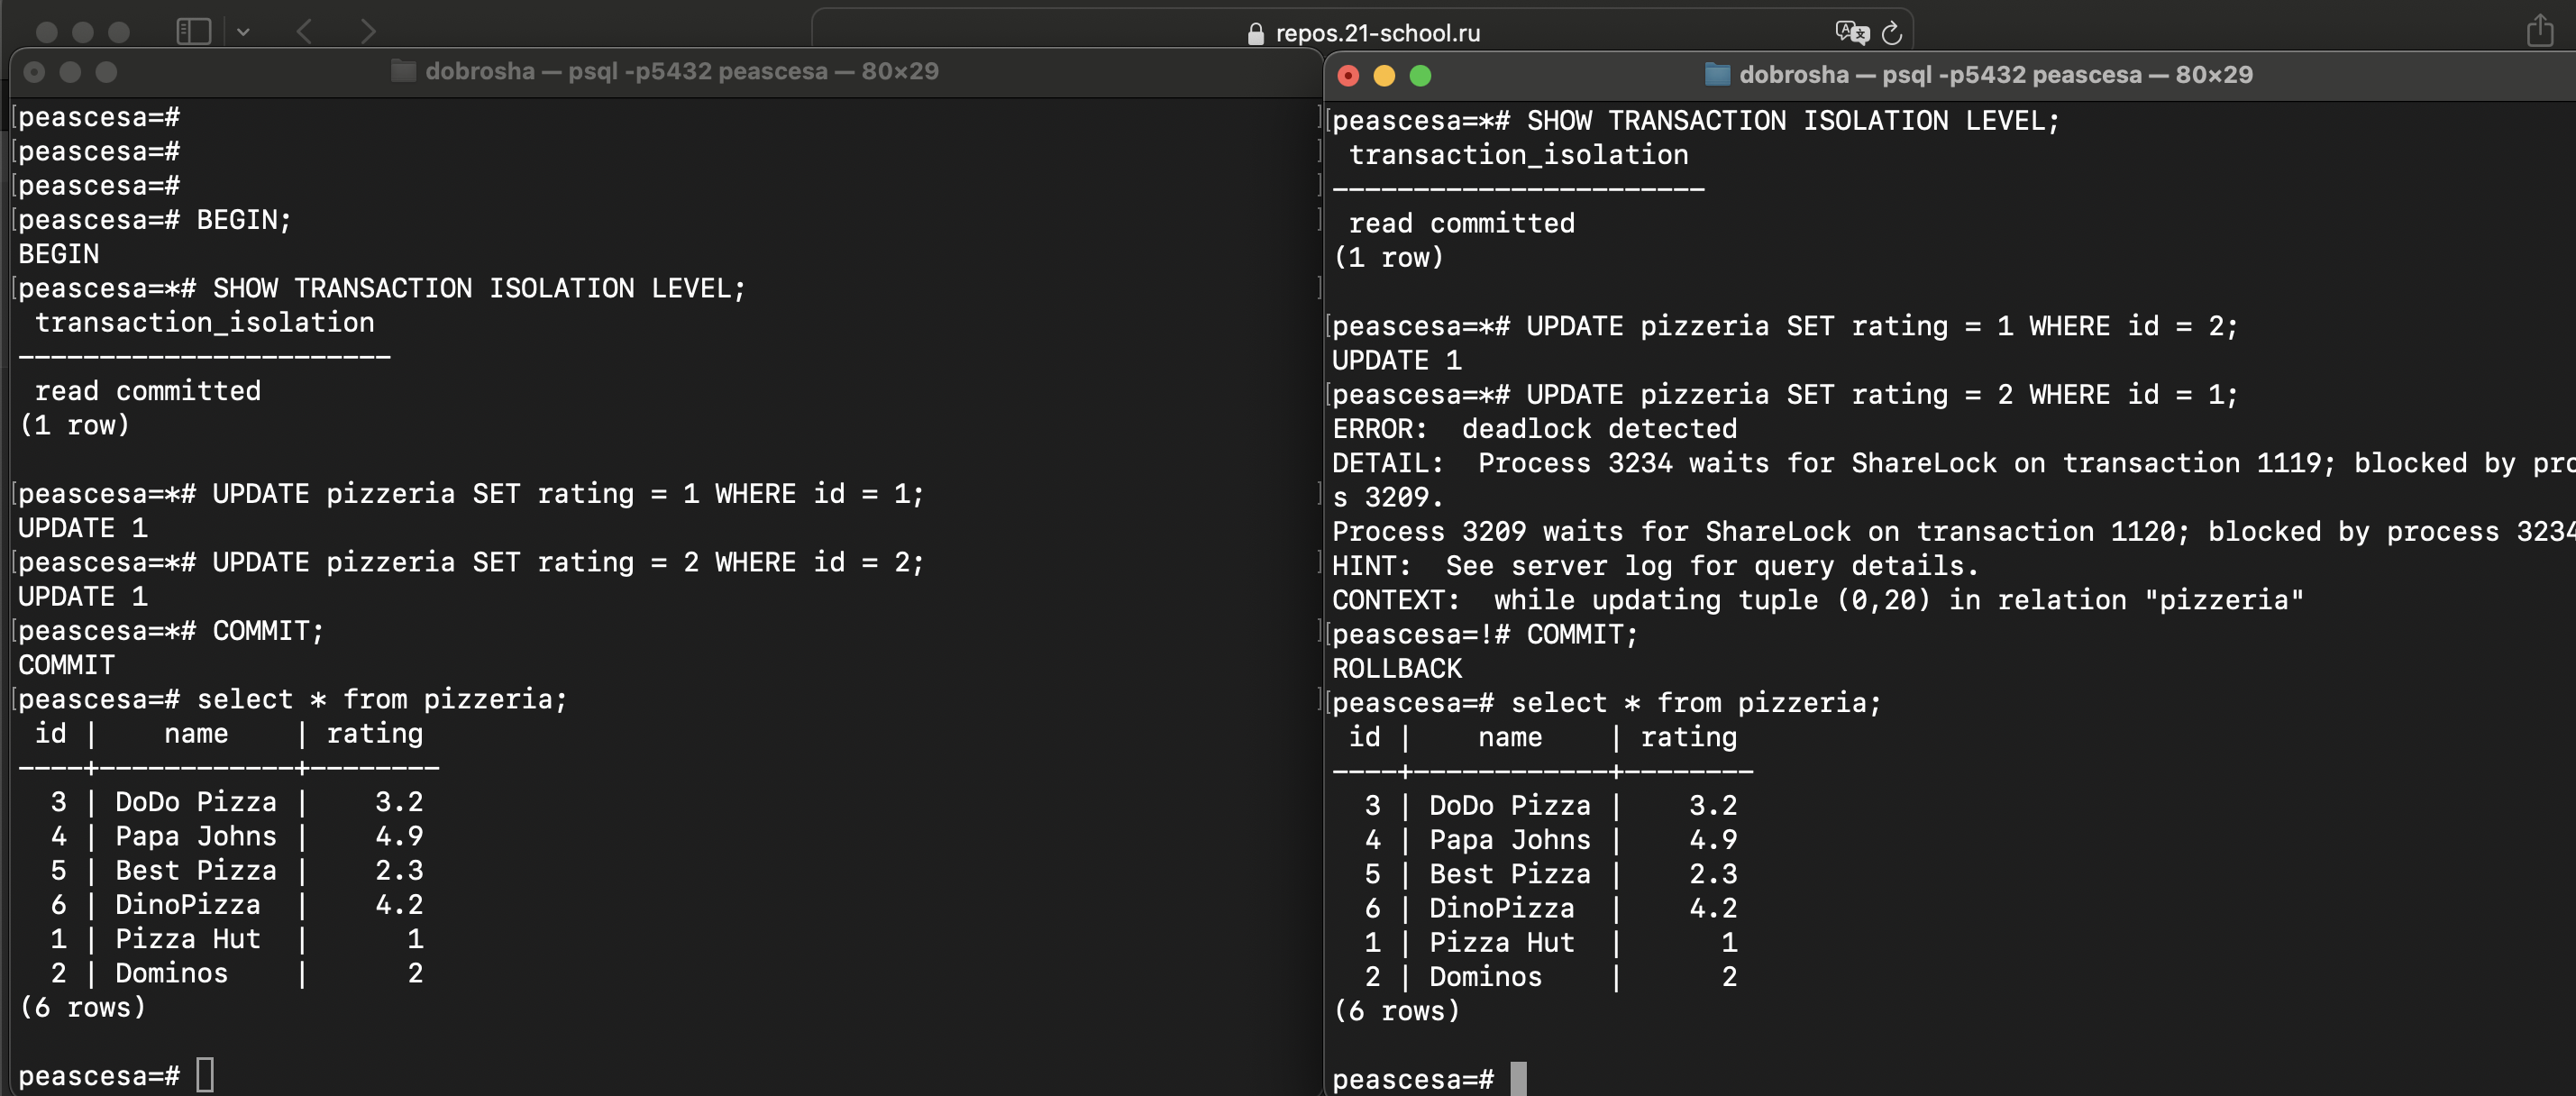 repos.21-school.ru
dobrosha — psql -p5432 peascesa — 80×29
peascesa=#
peascesa=#
peascesa=#
peascesa=# BEGIN;
BEGIN
peascesa=*# SHOW TRANSACTION ISOLATION LEVEL;
transaction_isolation
-----------------------
read committed
(1 row)
peascesa=*# UPDATE pizzeria SET rating = 1 WHERE id = 1;
UPDATE 1
peascesa=*# UPDATE pizzeria SET rating = 2 WHERE id = 2;
UPDATE 1
peascesa=*# COMMIT;
COMMIT
peascesa=# select * from pizzeria;
id | name | rating
----+------------+--------
3 | DoDo Pizza | 3.2
4 | Papa Johns | 4.9
5 | Best Pizza | 2.3
6 | DinoPizza | 4.2
1 | Pizza Hut | 1
2 | Dominos | 2
(6 rows)
peascesa=#
dobrosha — psql -p5432 peascesa — 80×29
peascesa=*# SHOW TRANSACTION ISOLATION LEVEL;
transaction_isolation
-----------------------
read committed
(1 row)
peascesa=*# UPDATE pizzeria SET rating = 1 WHERE id = 2;
UPDATE 1
peascesa=*# UPDATE pizzeria SET rating = 2 WHERE id = 1;
ERROR:  deadlock detected
DETAIL:  Process 3234 waits for ShareLock on transaction 1119; blocked by proc
s 3209.
Process 3209 waits for ShareLock on transaction 1120; blocked by process 3234
HINT:  See server log for query details.
CONTEXT:  while updating tuple (0,20) in relation "pizzeria"
peascesa=!# COMMIT;
ROLLBACK
peascesa=# select * from pizzeria;
id | name | rating
----+------------+--------
3 | DoDo Pizza | 3.2
4 | Papa Johns | 4.9
5 | Best Pizza | 2.3
6 | DinoPizza | 4.2
1 | Pizza Hut | 1
2 | Dominos | 2
(6 rows)
peascesa=#